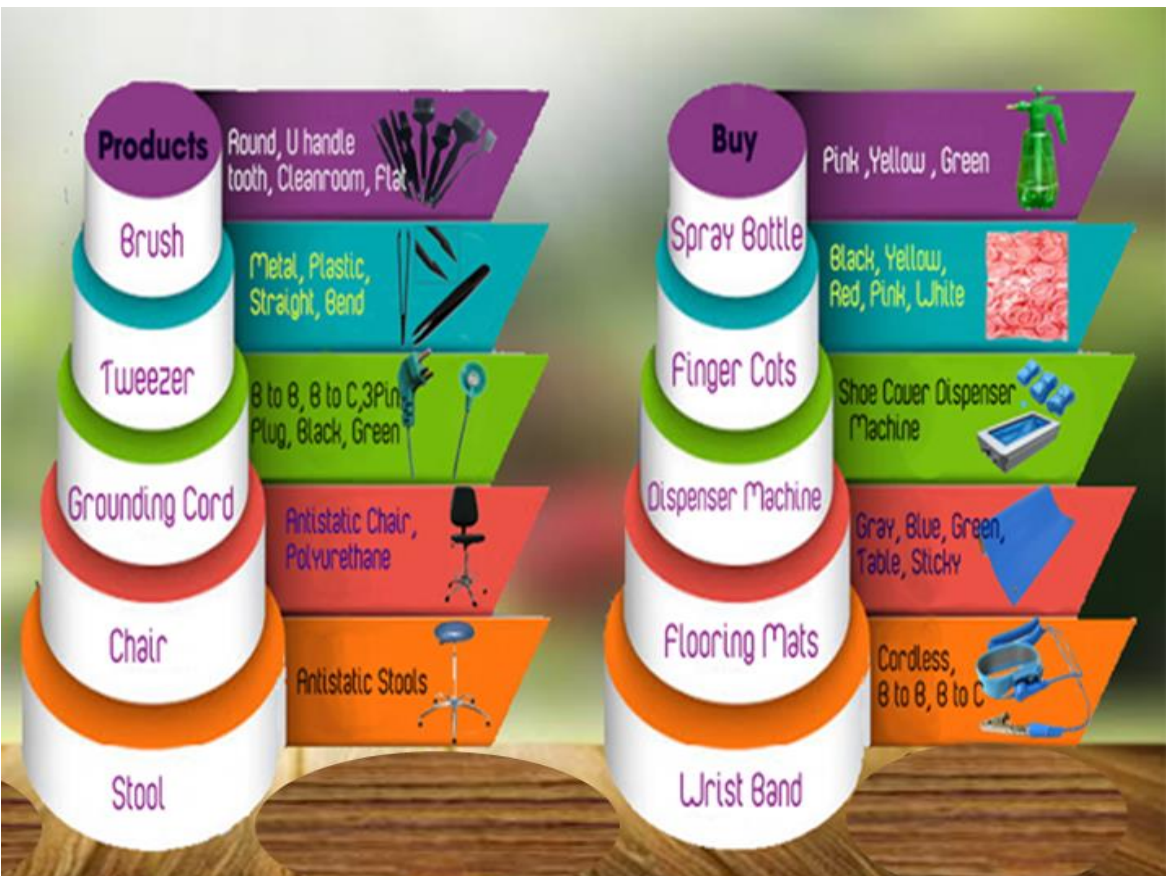 Products
Round, U handle
tooth, Cleanroom, Flat
Brush
Metal, Plastic,
Straight, Bend
Tweezer
B to B, B to C,3Pin
Plug, Black, Green
Grounding Cord
Antistatic Chair,
Polyurethane
Chair
Antistatic Stools
Stool
Buy
Pink ,Yellow , Green
Spray Bottle
Black, Yellow,
Red, Pink, White
Finger Cots
Shoe Cover Dispenser
Machine
Dispenser Machine
Gray, Blue, Green,
Table, Sticky
Flooring Mats
Cordless,
B to B, B to C
Wrist Band